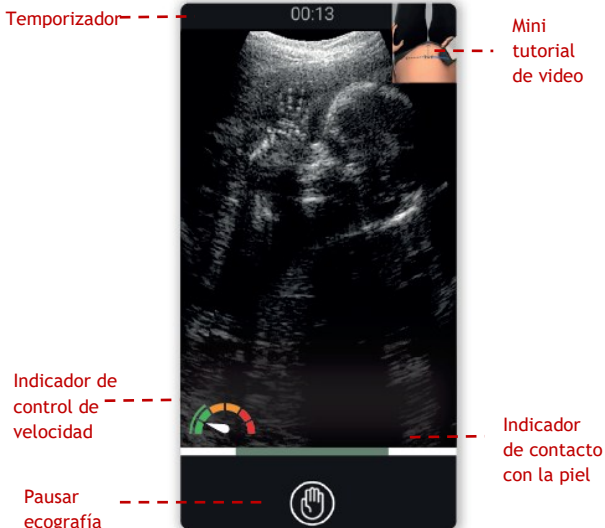 Temporizador
00:13
Mini
tutorial
de video
Indicador de
control de
velocidad
Indicador
de contacto
con la piel
Pausar
ecografía